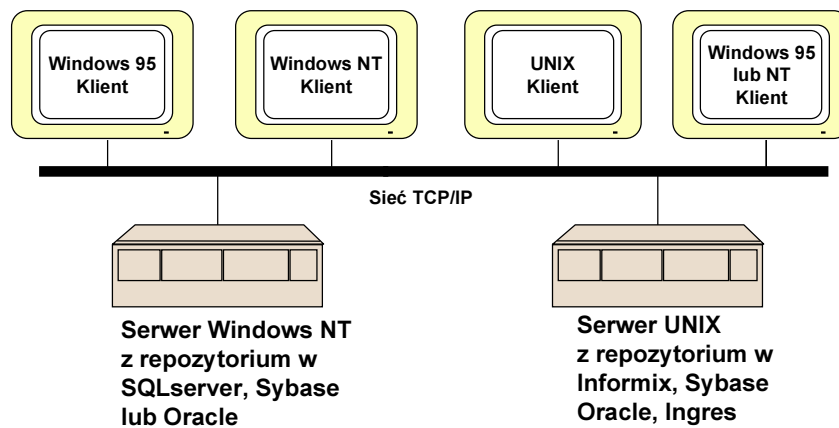 Windows 95
Klient
Windows NT
Klient
UNIX
Klient
Windows 95
lub NT
Klient
Sieć TCP/IP
Serwer Windows NT
z repozytorium w
SQLserver, Sybase
lub Oracle
Serwer UNIX
z repozytorium w
Informix, Sybase
Oracle, Ingres